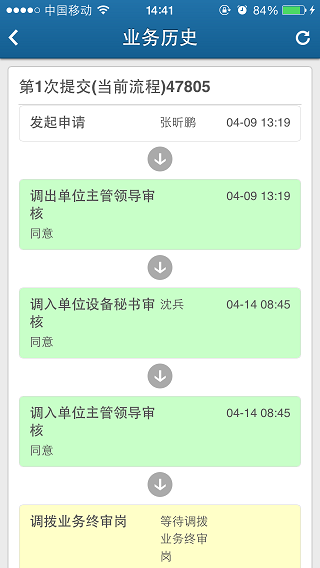 中国移动 14:41 84%
业务历史
第1次提交(当前流程)47805
发起申请 张昕鹏 04-09 13:19
调出单位主管领导审 04-09 13:19
核
同意
调入单位设备秘书审 沈兵 04-14 08:45
核
同意
调入单位主管领导审 04-14 08:45
核
同意
调拨业务终审岗 等待调拨
业务终审
岗